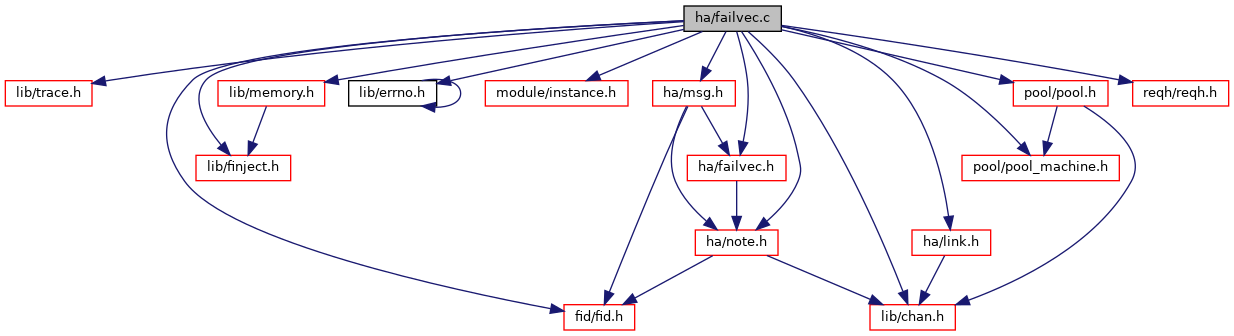 ha/failvec.c
lib/trace.h
lib/memory.h
lib/errno.h
module/instance.h
ha/msg.h
pool/pool.h
reqh/reqh.h
lib/finject.h
ha/failvec.h
pool/pool_machine.h
ha/note.h
ha/link.h
fid/fid.h
lib/chan.h